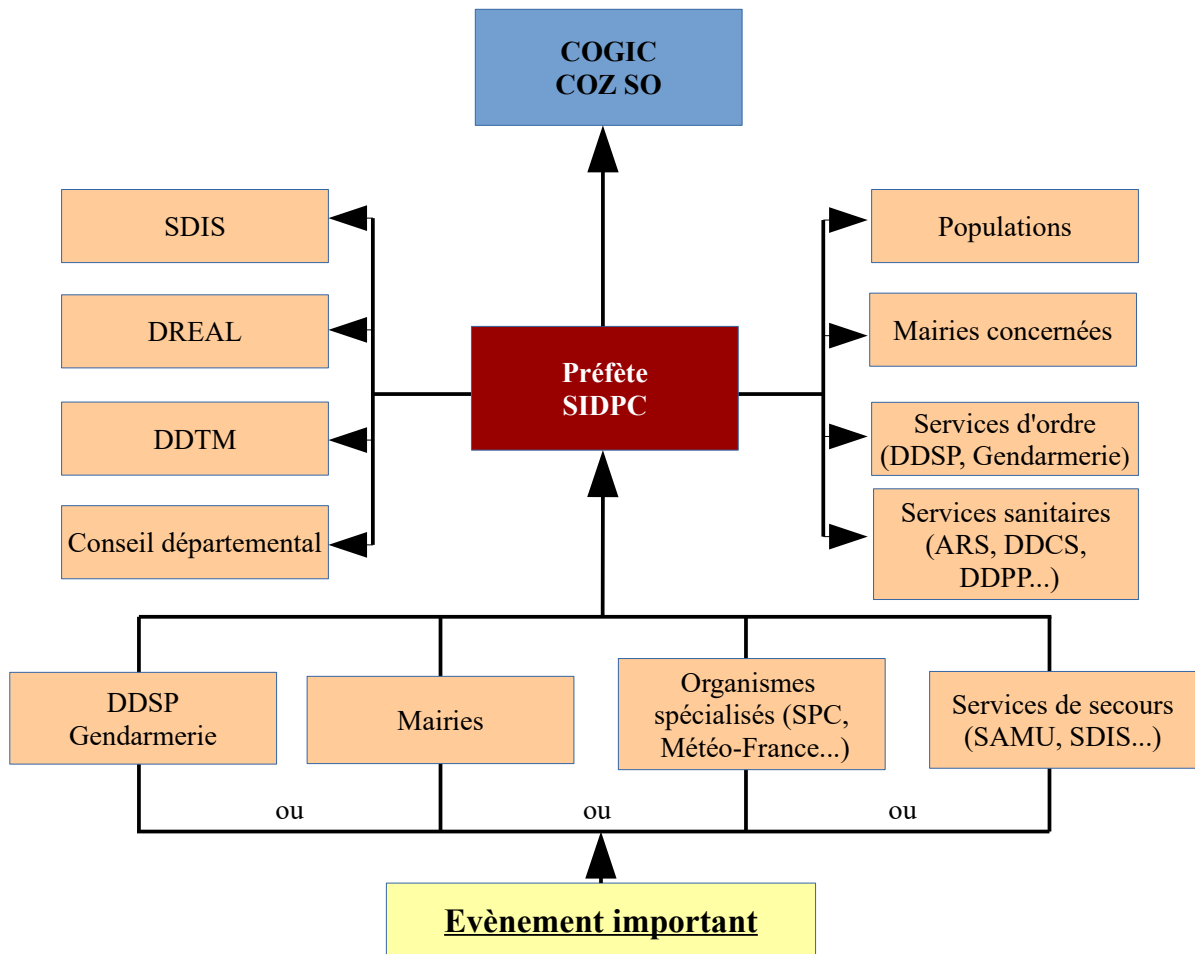 COGIC
COZ SO
SDIS
DREAL
DDTM
Conseil départemental
Préfète
SIDPC
Populations
Mairies concernées
Services d'ordre
(DDSP, Gendarmerie)
Services sanitaires
(ARS, DDCS,
DDPP...)
DDSP
Gendarmerie
Mairies
Organismes
spécialisés (SPC,
Météo-France...)
Services de secours
(SAMU, SDIS...)
ou
ou
ou
Evènement important